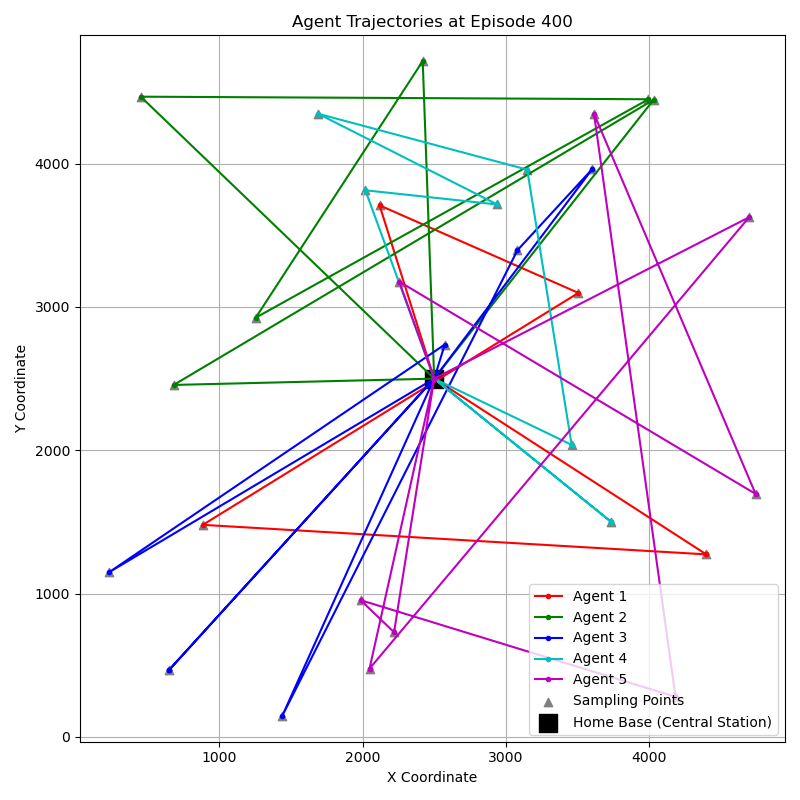 Agent Trajectories at Episode 400
Y Coordinate
4000
3000
2000
1000
0
1000
2000
3000
4000
X Coordinate
Agent 1
Agent 2
Agent 3
Agent 4
Agent 5
Sampling Points
Home Base (Central Station)